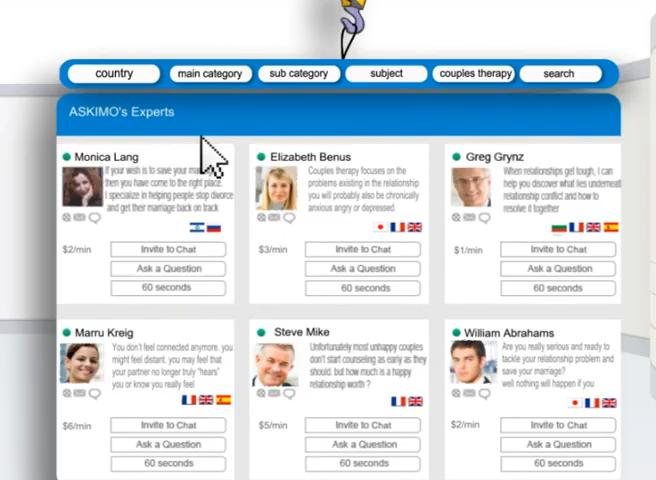 country main category sub category subject couples therapy search
ASKIMO's Experts
Monica Lang
If your wish is to save your
then you have come to the right place.
I specialize in helping people stop divorce
and get their marriage back on track
$2/min
Invite to Chat
Ask a Question
60 seconds
Elizabeth Benus
Couples therapy focuses on the
problems existing in the relationship
you will probably also be chronically
anxious angry or depressed.
$3/min
Invite to Chat
Ask a Question
60 seconds
Greg Grynz
When relationships get tough, I can
help you discover what lies underneath
relationship conflict and how to
resolve it together
$1/min
Invite to Chat
Ask a Question
60 seconds
Marru Kreig
You don't feel connected anymore. you
might feel distant. you may feel that
your partner no longer truly "hears"
you or know you really feel
$6/min
Invite to Chat
Ask a Question
60 seconds
Steve Mike
Unfortunately most unhappy couples
don't start counseling as early as they
should. but how much is a happy
relationship worth ?
$5/min
Invite to Chat
Ask a Question
60 seconds
William Abrahams
Are you really serious and ready to
tackle your relationship problem and
save your marriage?
well nothing will happen if you
$2/min
Invite to Chat
Ask a Question
60 seconds